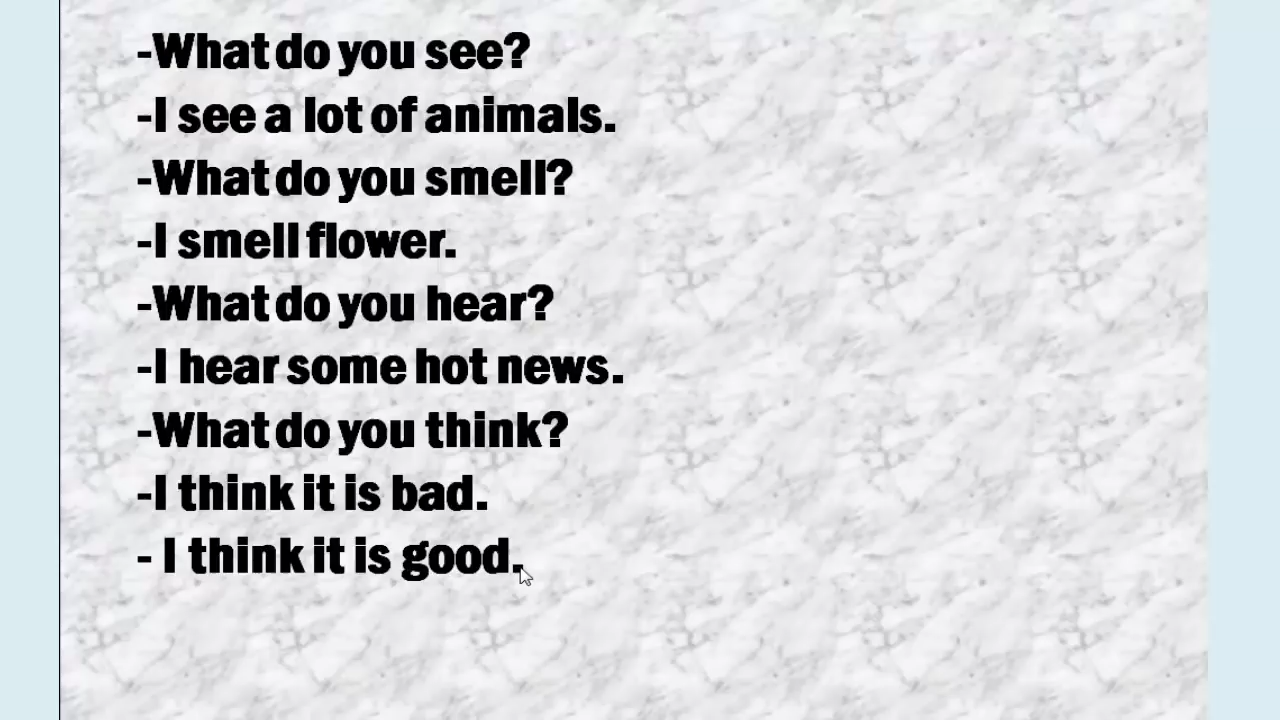 -What do you see?
-I see a lot of animals.
-What do you smell?
-I smell flower.
-What do you hear?
-I hear some hot news.
-What do you think?
-I think it is bad.
- I think it is good.